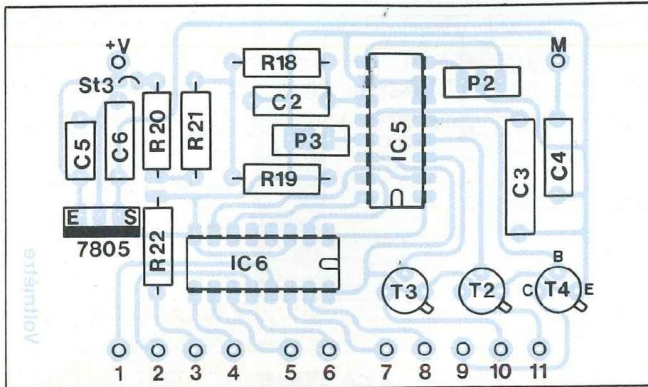 +V
M
St3
R18
P2
C2
R20
R21
C5
C6
P3
IC5
C3
C4
R19
E S
7805
R22
IC6
B
T3 T2 C T4 E
Voltmètre
1 2 3 4 5 6 7 8 9 10 11